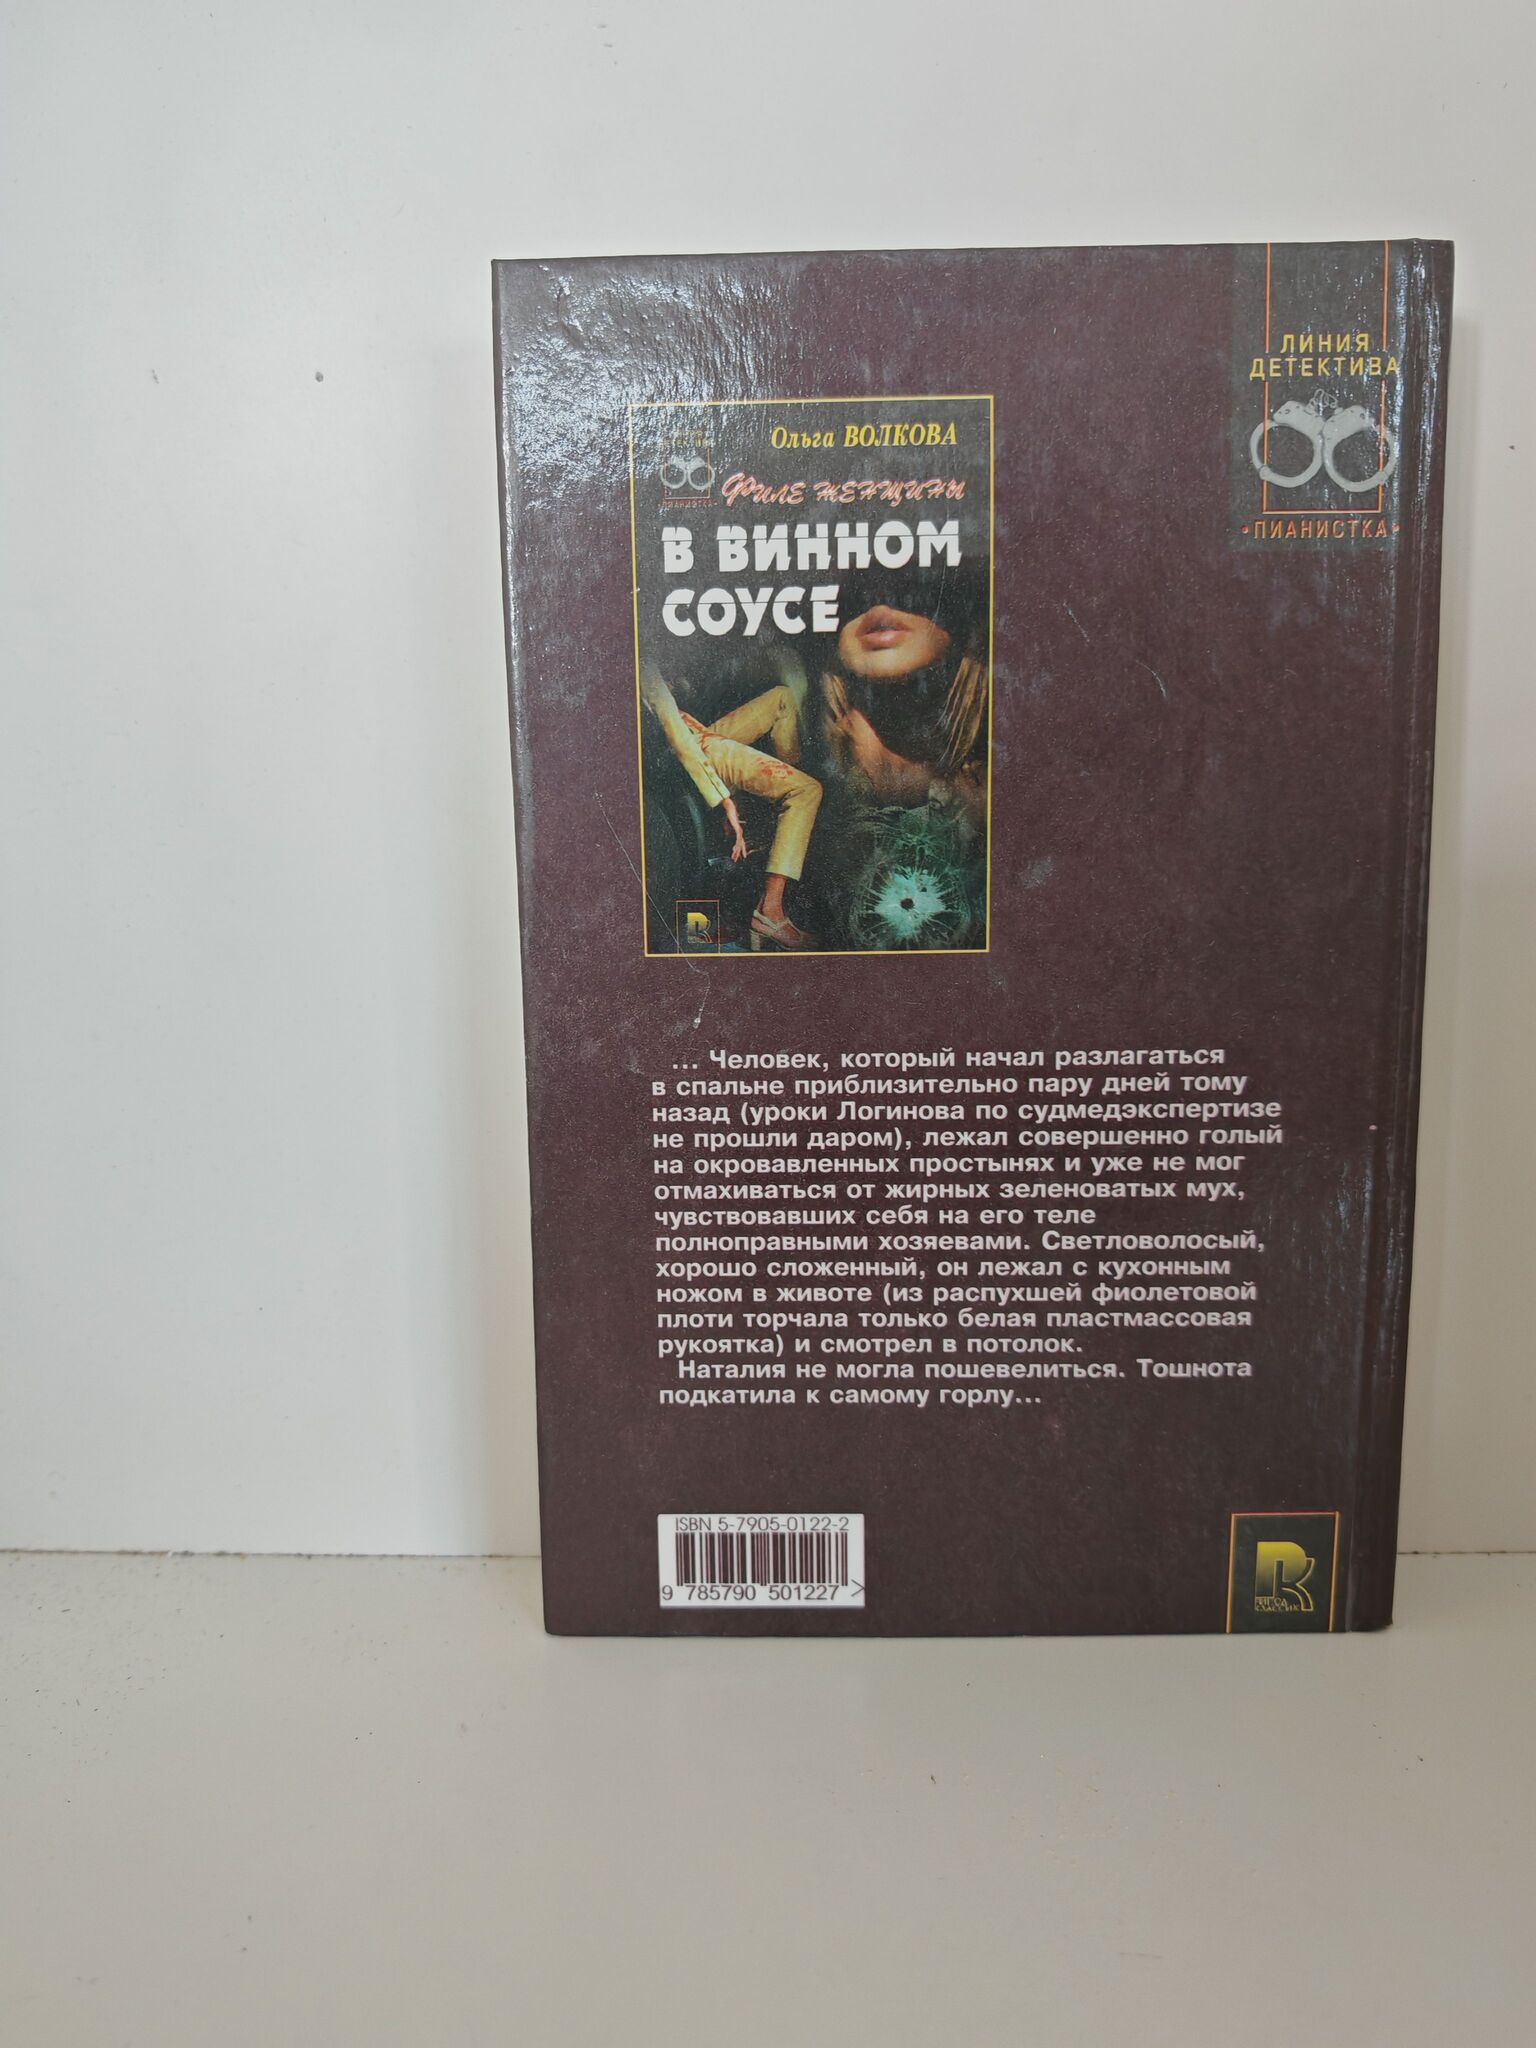 ЛИНИЯ
ДЕТЕКТИВА
•ПИАНИСТКА•
Ольга ВОЛКОВА
Филе женщины
ПИАНИСТКА
В ВИННОМ
СОУСЕ
... Человек, который начал разлагаться
в спальне приблизительно пару дней тому
назад (уроки Логинова по судмедэкспертизе
не прошли даром), лежал совершенно голый
на окровавленных простынях и уже не мог
отмахиваться от жирных зеленоватых мух,
чувствовавших себя на его теле
полноправными хозяевами. Светловолосый,
хорошо сложенный, он лежал с кухонным
ножом в животе (из распухшей фиолетовой
плоти торчала только белая пластмассовая
рукоятка) и смотрел в потолок.
Наталия не могла пошевелиться. Тошнота
подкатила к самому горлу...
ISBN 5-7905-0122-2
9 785790 501227 >
КЛАССИК